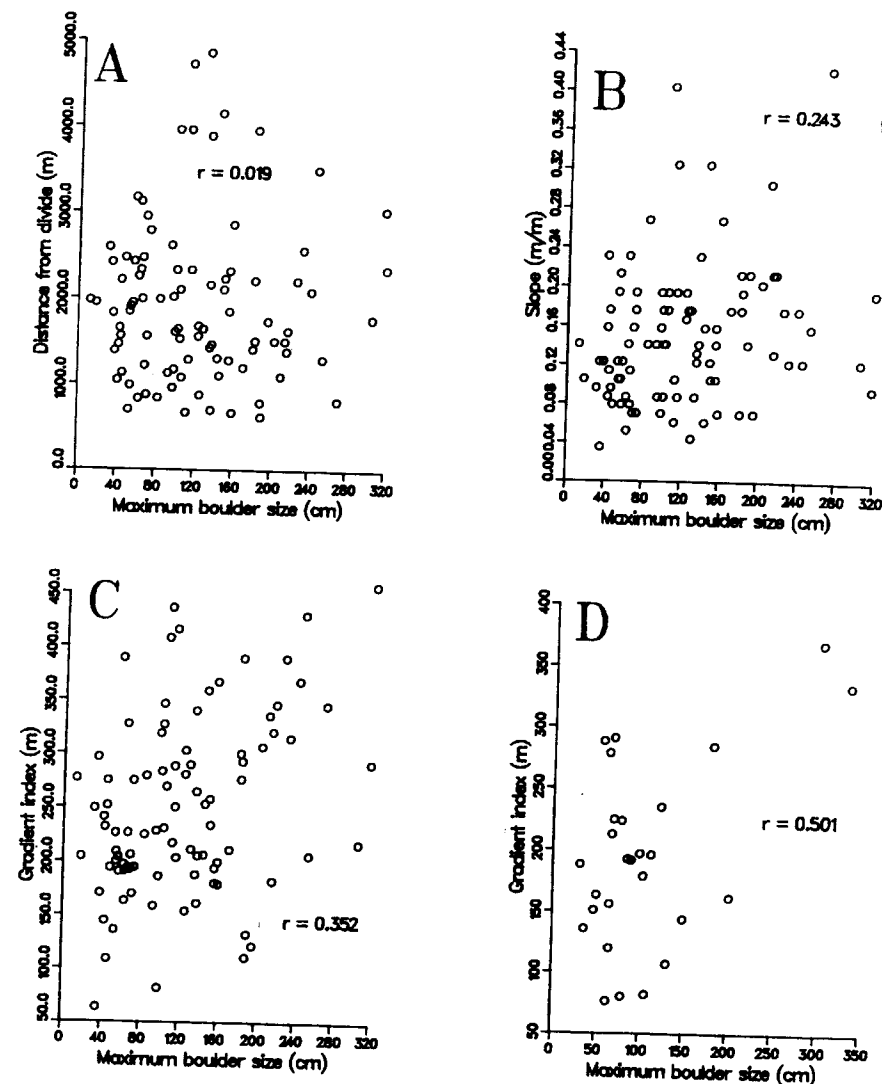 A
5000.0
4000.0
3000.0
2000.0
1000.0
0.0
Distance from divide (m)
r = 0.019
0 40 80 120 160 200 240 280 320
Maximum boulder size (cm)
B
0.44
0.40
0.36
0.32
0.28
0.24
0.20
0.16
0.12
0.08
0.04
0.00
Slope (m/m)
r = 0.243
0 40 80 120 160 200 240 280 320
Maximum boulder size (cm)
C
450.0
400.0
350.0
300.0
250.0
200.0
150.0
100.0
50.0
Gradient index (m)
r = 0.352
0 40 80 120 160 200 240 280 320
Maximum boulder size (cm)
D
400
350
300
250
200
150
100
50
Gradient index (m)
r = 0.501
0 50 100 150 200 250 300 350
Maximum boulder size (cm)